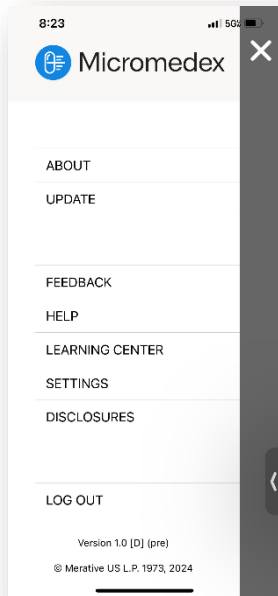 8:23
5G
Micromedex
ABOUT
UPDATE
FEEDBACK
HELP
LEARNING CENTER
SETTINGS
DISCLOSURES
LOG OUT
Version 1.0 [D] (pre)
© Merative US L.P. 1973, 2024